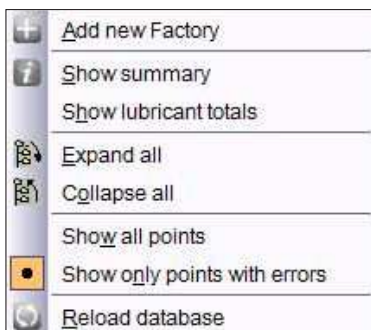 Add new Factory
Show summary
Show lubricant totals
Expand all
Collapse all
Show all points
Show only points with errors
Reload database